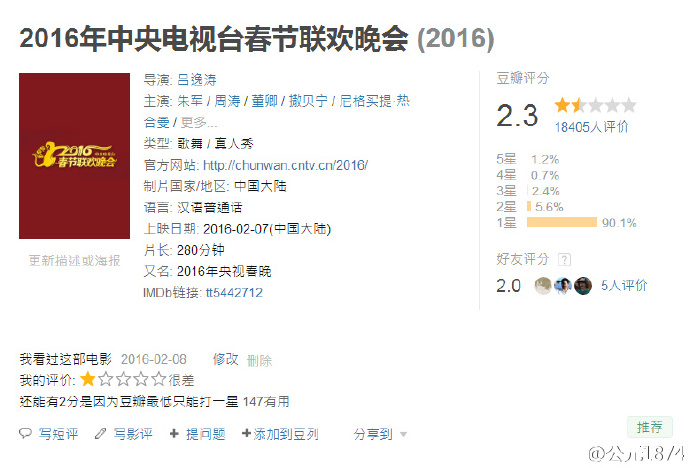 2016年中央电视台春节联欢晚会 (2016)
导演: 吕逸涛
主演: 朱军 / 周涛 / 董卿 / 撒贝宁 / 尼格买提·热
合曼 / 更多...
类型: 歌舞 / 真人秀
官方网站: http://chunwan.cntv.cn/2016/
制片国家/地区: 中国大陆
语言: 汉语普通话
上映日期: 2016-02-07(中国大陆)
片长: 280分钟
又名: 2016年央视春晚
IMDb链接: tt5442712
2016
春节联欢晚会
更新描述或海报
豆瓣评分
2.3
18405人评价
5星 1.2%
4星 0.7%
3星 2.4%
2星 5.6%
1星 90.1%
好友评分 ?
2.0 5人评价
我看过这部电影 2016-02-08 修改 删除
我的评价: 很差
还能有2分是因为豆瓣最低只能打一星 147有用
写短评 写影评 提问题 添加到豆列 分享到
推荐
@公元1874